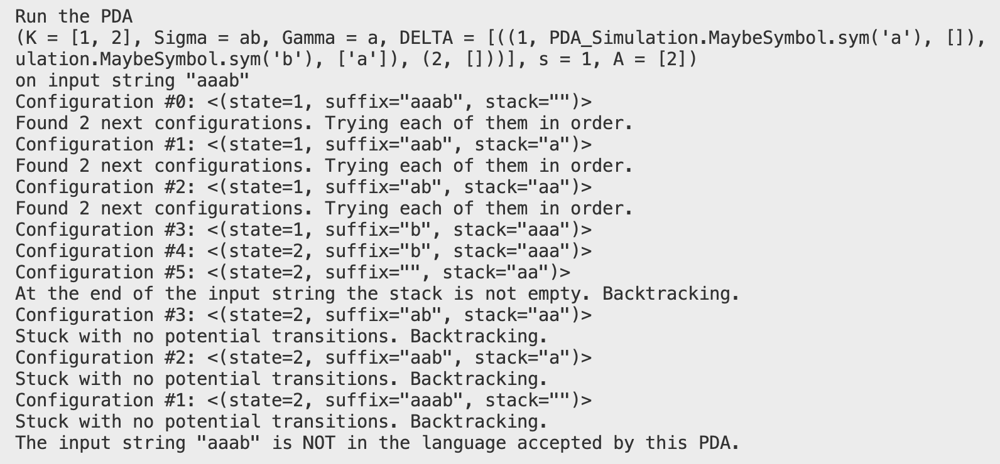 Run the PDA
(K = [1, 2], Sigma = ab, Gamma = a, DELTA = [((1, PDA_Simulation.MaybeSymbol.sym('a'), []),
ulation.MaybeSymbol.sym('b'), ['a']), (2, []))], s = 1, A = [2])
on input string "aaab"
Configuration #0: <(state=1, suffix="aaab", stack="")>
Found 2 next configurations. Trying each of them in order.
Configuration #1: <(state=1, suffix="aab", stack="a")>
Found 2 next configurations. Trying each of them in order.
Configuration #2: <(state=1, suffix="ab", stack="aa")>
Found 2 next configurations. Trying each of them in order.
Configuration #3: <(state=1, suffix="b", stack="aaa")>
Configuration #4: <(state=2, suffix="b", stack="aaa")>
Configuration #5: <(state=2, suffix="", stack="aa")>
At the end of the input string the stack is not empty. Backtracking.
Configuration #3: <(state=2, suffix="ab", stack="aa")>
Stuck with no potential transitions. Backtracking.
Configuration #2: <(state=2, suffix="aab", stack="a")>
Stuck with no potential transitions. Backtracking.
Configuration #1: <(state=2, suffix="aaab", stack="")>
Stuck with no potential transitions. Backtracking.
The input string "aaab" is NOT in the language accepted by this PDA.